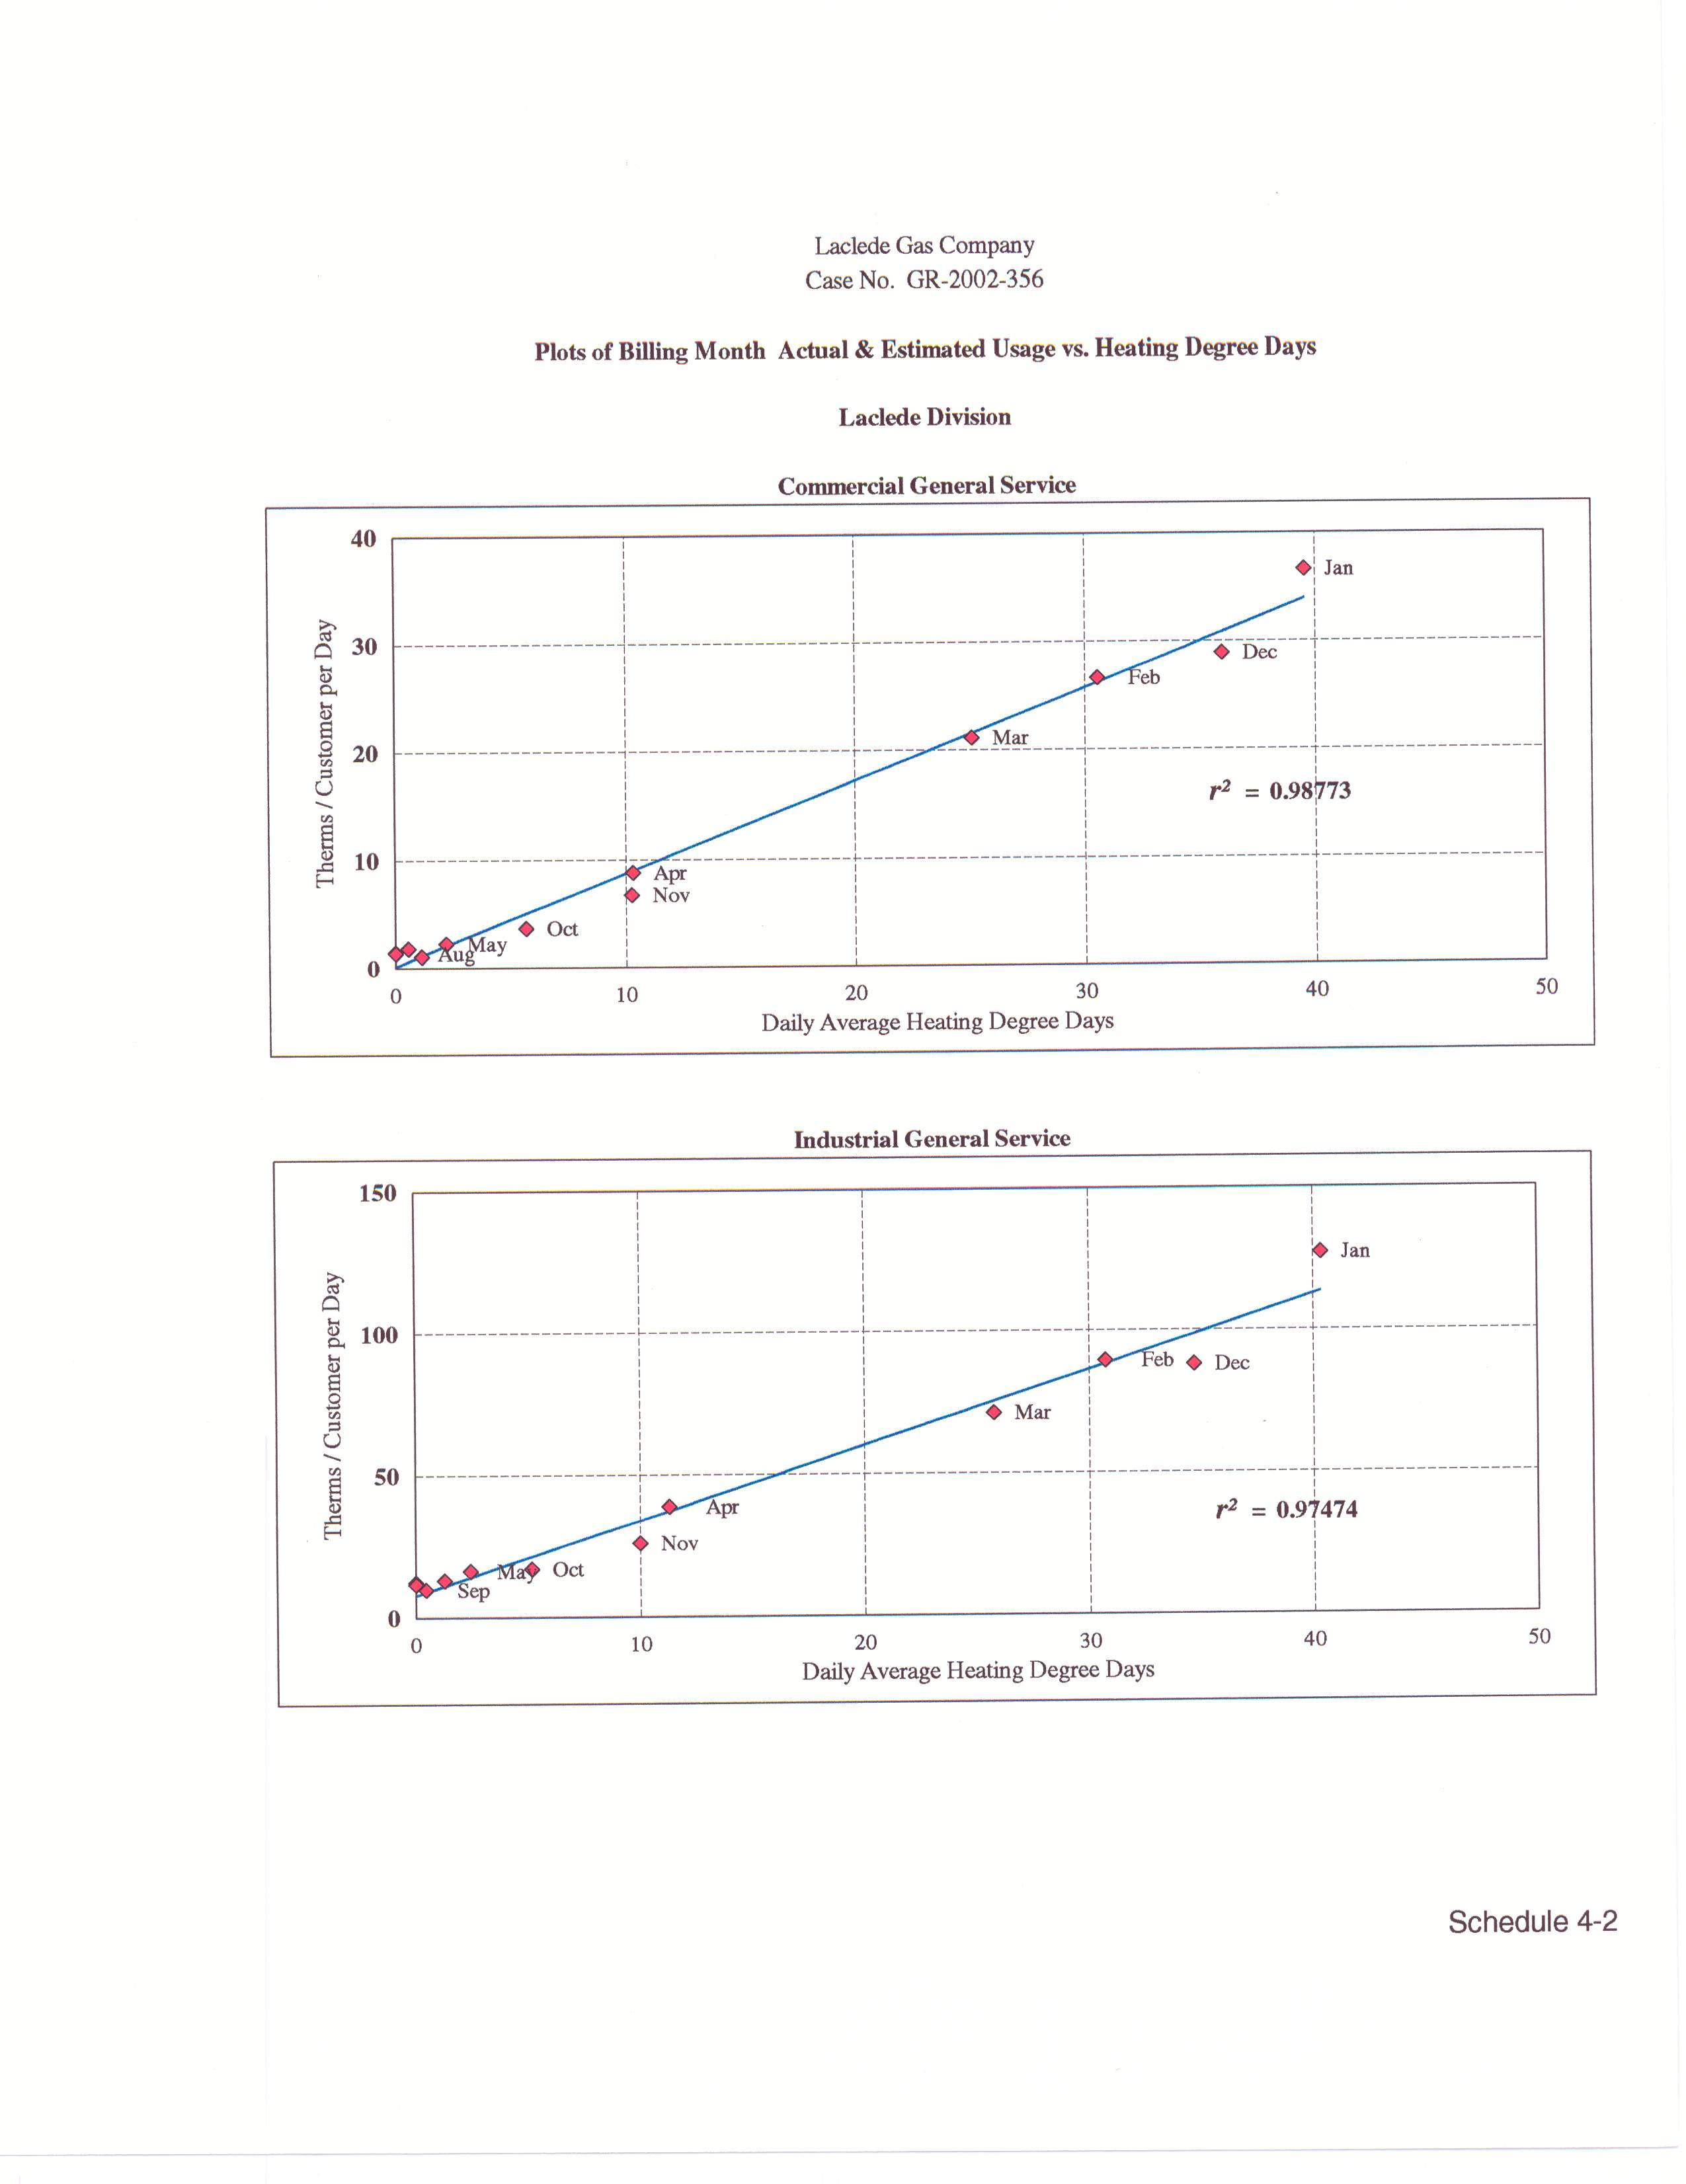 Laclede Gas Company
Case No. GR-2002-356
Plots of Billing Month Actual & Estimated Usage vs. Heating Degree Days
Laclede Division
Commercial General Service
40
30
20
10
0
Therms / Customer per Day
Jan
Dec
Feb
Mar
r² = 0.98773
Apr
Nov
Oct
May
Aug
0 10 20 30 40 50
Daily Average Heating Degree Days
Industrial General Service
150
100
50
0
Therms / Customer per Day
Jan
Feb
Dec
Mar
Apr
r² = 0.97474
Nov
May
Oct
Sep
0 10 20 30 40 50
Daily Average Heating Degree Days
Schedule 4-2